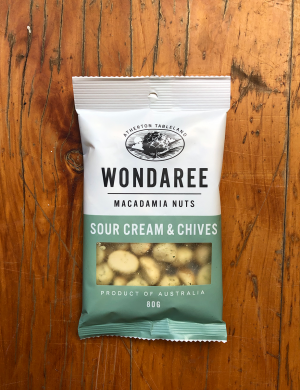 ATHERTON TABLELAND
WONDAREE
MACADAMIA NUTS
SOUR CREAM & CHIVES
PRODUCT OF AUSTRALIA
80G